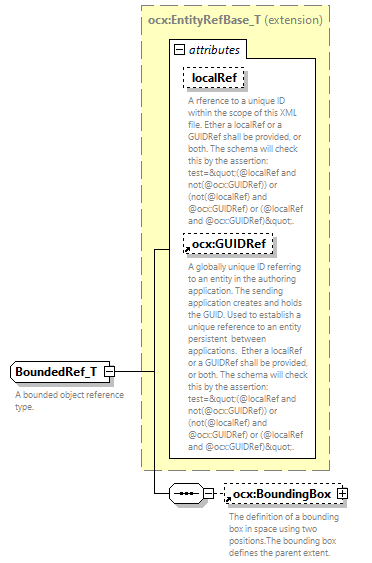 ocx:EntityRefBase_T (extension)
attributes
localRef
A rference to a unique ID
within the scope of this XML
file. Ether a localRef or a
GUIDRef shall be provided, or
both. The schema will check
this by the assertion:
test=&quot;(@localRef and
not(@ocx:GUIDRef)) or
(not(@localRef) and
@ocx:GUIDRef) or (@localRef
and @ocx:GUIDRef)&quot;.
ocx:GUIDRef
A globally unique ID referring
to an entity in the authoring
application. The sending
application creates and holds
the GUID. Used to establish a
unique reference to an entity
persistent between
applications. Ether a localRef
or a GUIDRef shall be provided,
or both. The schema will check
this by the assertion:
test=&quot;(@localRef and
not(@ocx:GUIDRef)) or
(not(@localRef) and
@ocx:GUIDRef) or (@localRef
and @ocx:GUIDRef)&quot;.
BoundedRef_T
A bounded object reference
type.
ocx:BoundingBox
The definition of a bounding
box in space using two
positions.The bounding box
defines the parent extent.